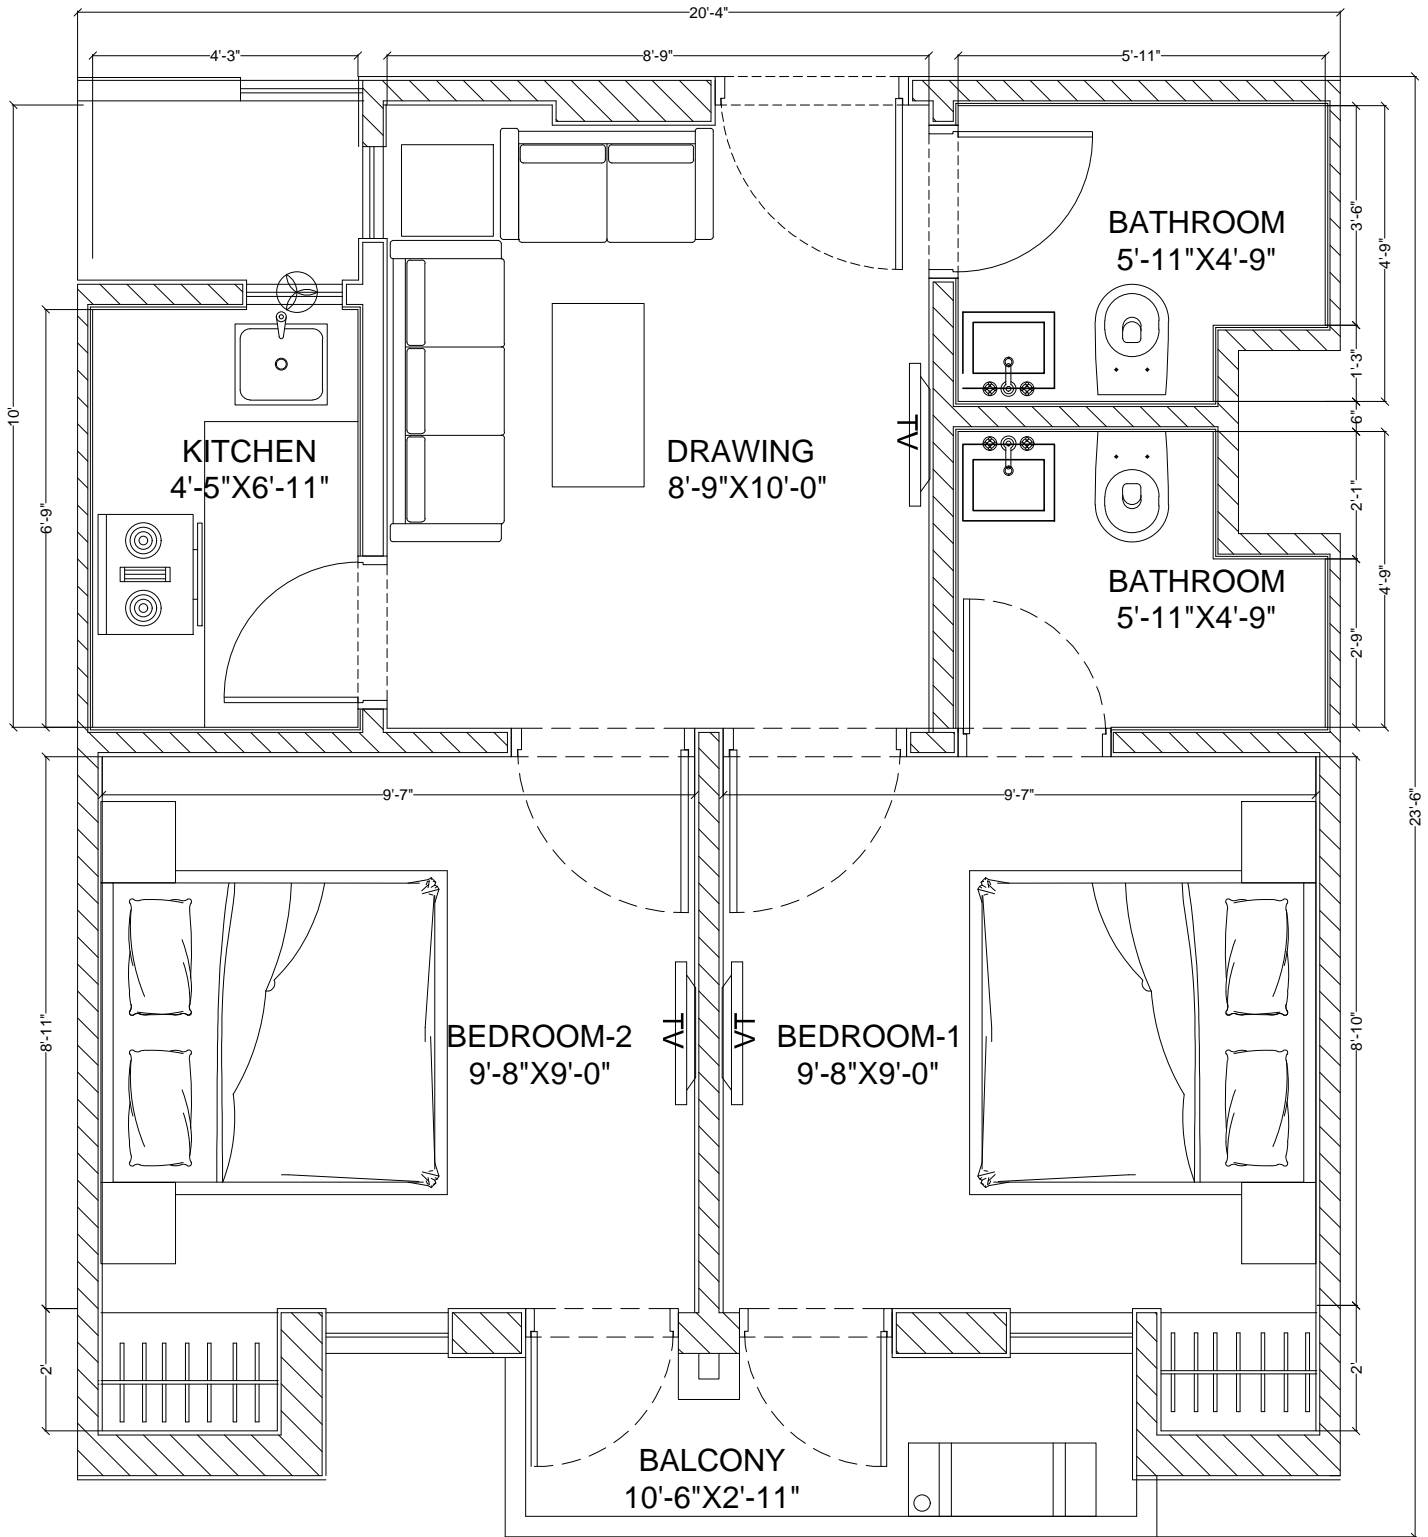 20'-4"
4'-3"
8'-9"
5'-11"
BATHROOM
5'-11"X4'-9"
3'-6"
4'-9"
1'-3"
6"
10'
KITCHEN
4'-5"X6'-11"
DRAWING
8'-9"X10'-0"
TV
6'-9"
2'-1"
BATHROOM
5'-11"X4'-9"
4'-9"
2'-9"
9'-7"
9'-7"
23'-6"
8'-11"
BEDROOM-2
9'-8"X9'-0"
TV
TV
BEDROOM-1
9'-8"X9'-0"
8'-10"
2'
2'
BALCONY
10'-6"X2'-11"